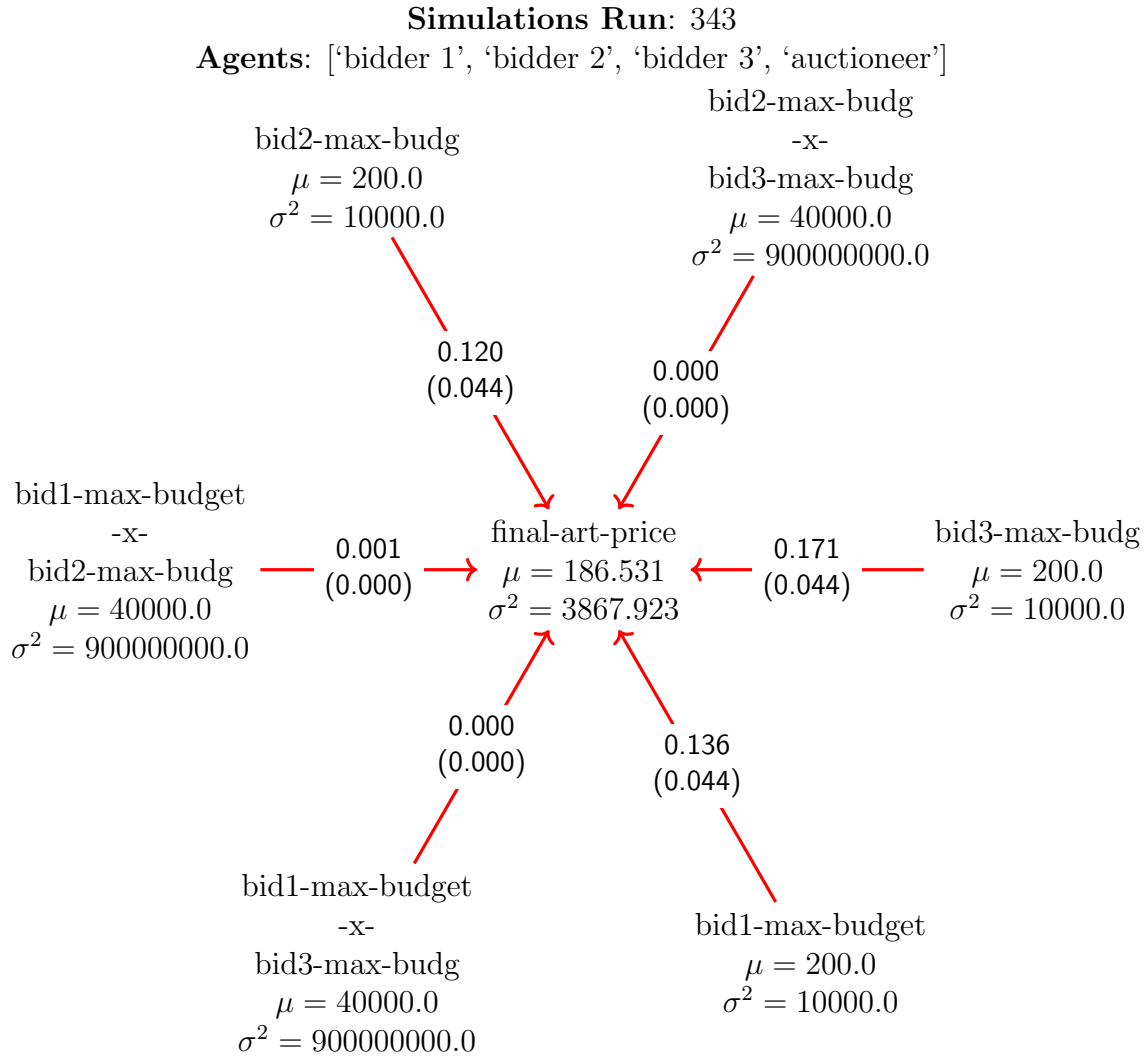 Simulations Run: 343
Agents: [‘bidder 1’, ‘bidder 2’, ‘bidder 3’, ‘auctioneer’]
bid2-max-budg
μ = 200.0
σ² = 10000.0
bid2-max-budg
-x-
bid3-max-budg
μ = 40000.0
σ² = 900000000.0
0.120
(0.044)
0.000
(0.000)
bid1-max-budget
-x-
bid2-max-budg
μ = 40000.0
σ² = 900000000.0
0.001
(0.000)
final-art-price
μ = 186.531
σ² = 3867.923
0.171
(0.044)
bid3-max-budg
μ = 200.0
σ² = 10000.0
0.000
(0.000)
0.136
(0.044)
bid1-max-budget
-x-
bid3-max-budg
μ = 40000.0
σ² = 900000000.0
bid1-max-budget
μ = 200.0
σ² = 10000.0